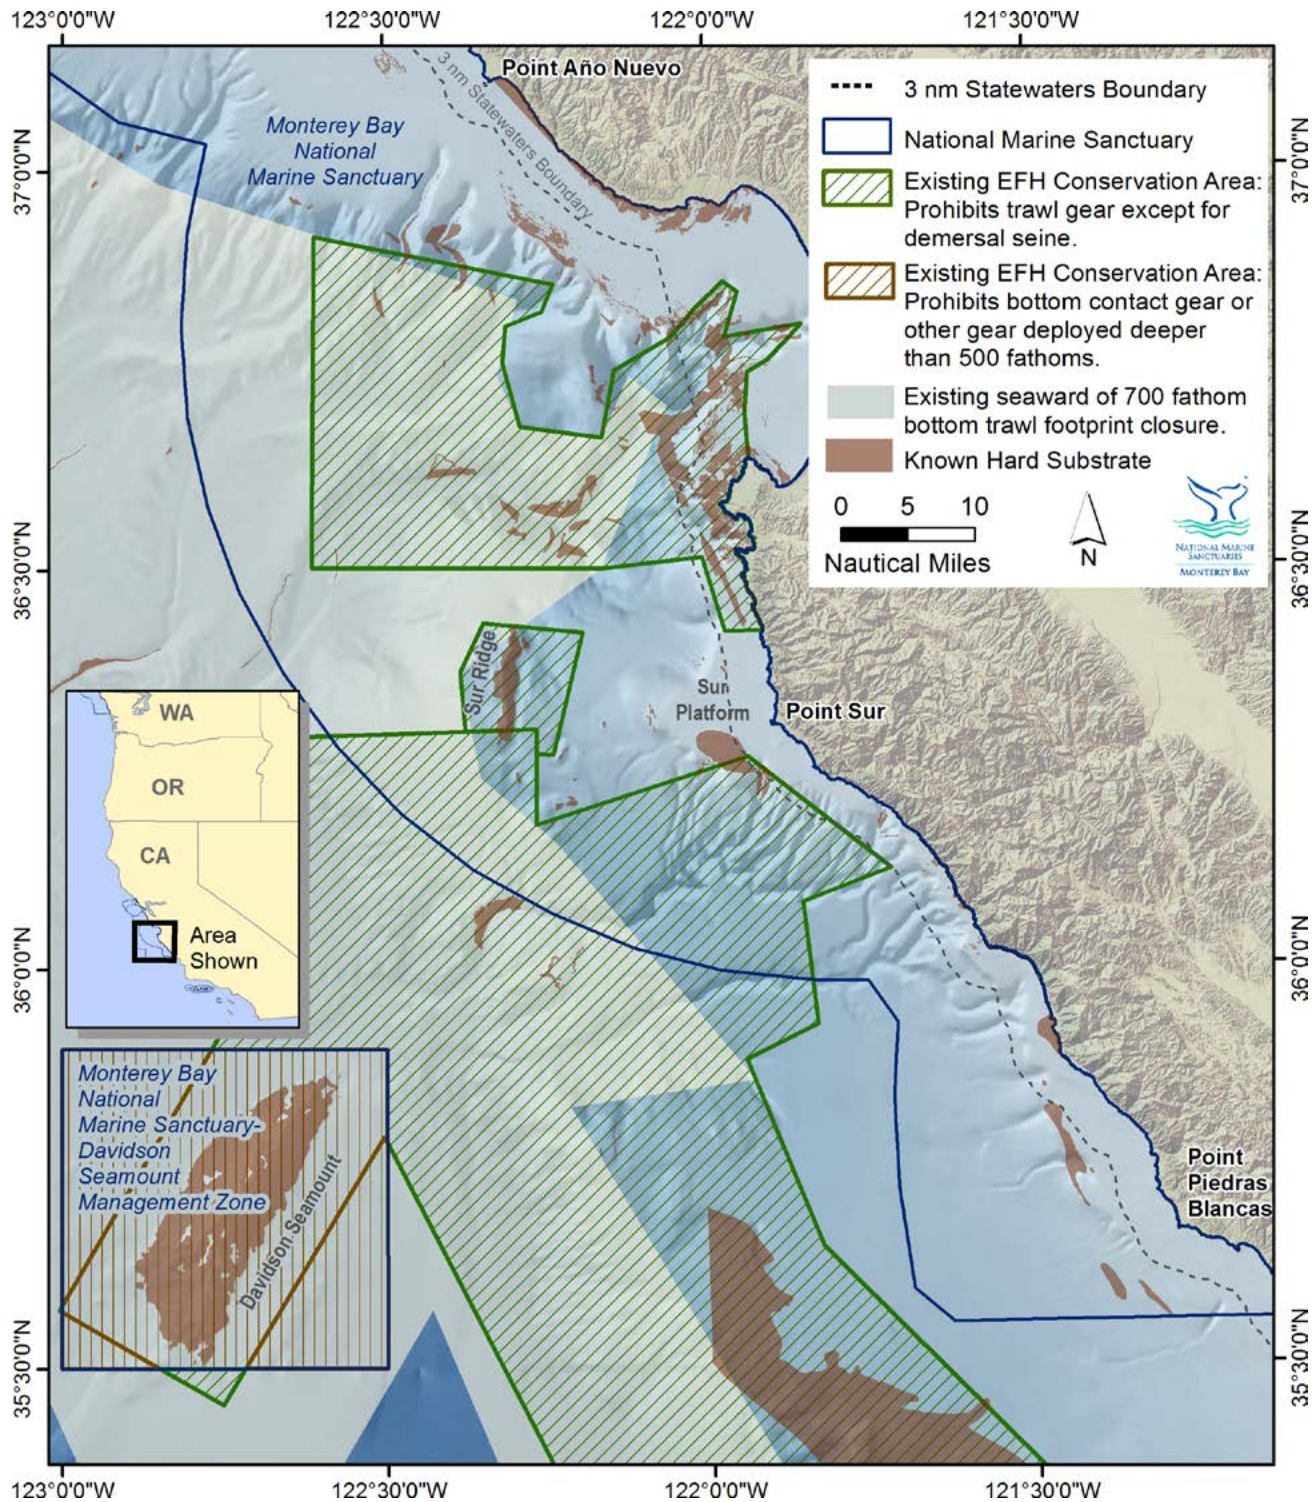 123°0'0"W
122°30'0"W
122°0'0"W
121°30'0"W
Point Año Nuevo
3 nm Statewaters Boundary
3 nm Statewaters Boundary
National Marine Sanctuary
Existing EFH Conservation Area:
Prohibits trawl gear except for
demersal seine.
Existing EFH Conservation Area:
Prohibits bottom contact gear or
other gear deployed deeper
than 500 fathoms.
Existing seaward of 700 fathom
bottom trawl footprint closure.
Known Hard Substrate
0 5 10
Nautical Miles
N
NATIONAL MARINE
SANCTUARIES
MONTEREY BAY
Monterey Bay
National
Marine Sanctuary
37°0'0"N
37°0'0"N
36°30'0"N
36°30'0"N
Sur Ridge
Sur
Platform
Point Sur
WA
OR
CA
Area
Shown
36°0'0"N
36°0'0"N
Monterey Bay
National
Marine Sanctuary-
Davidson
Seamount
Management Zone
Davidson Seamount
Point
Piedras
Blancas
35°30'0"N
35°30'0"N
123°0'0"W
122°30'0"W
122°0'0"W
121°30'0"W